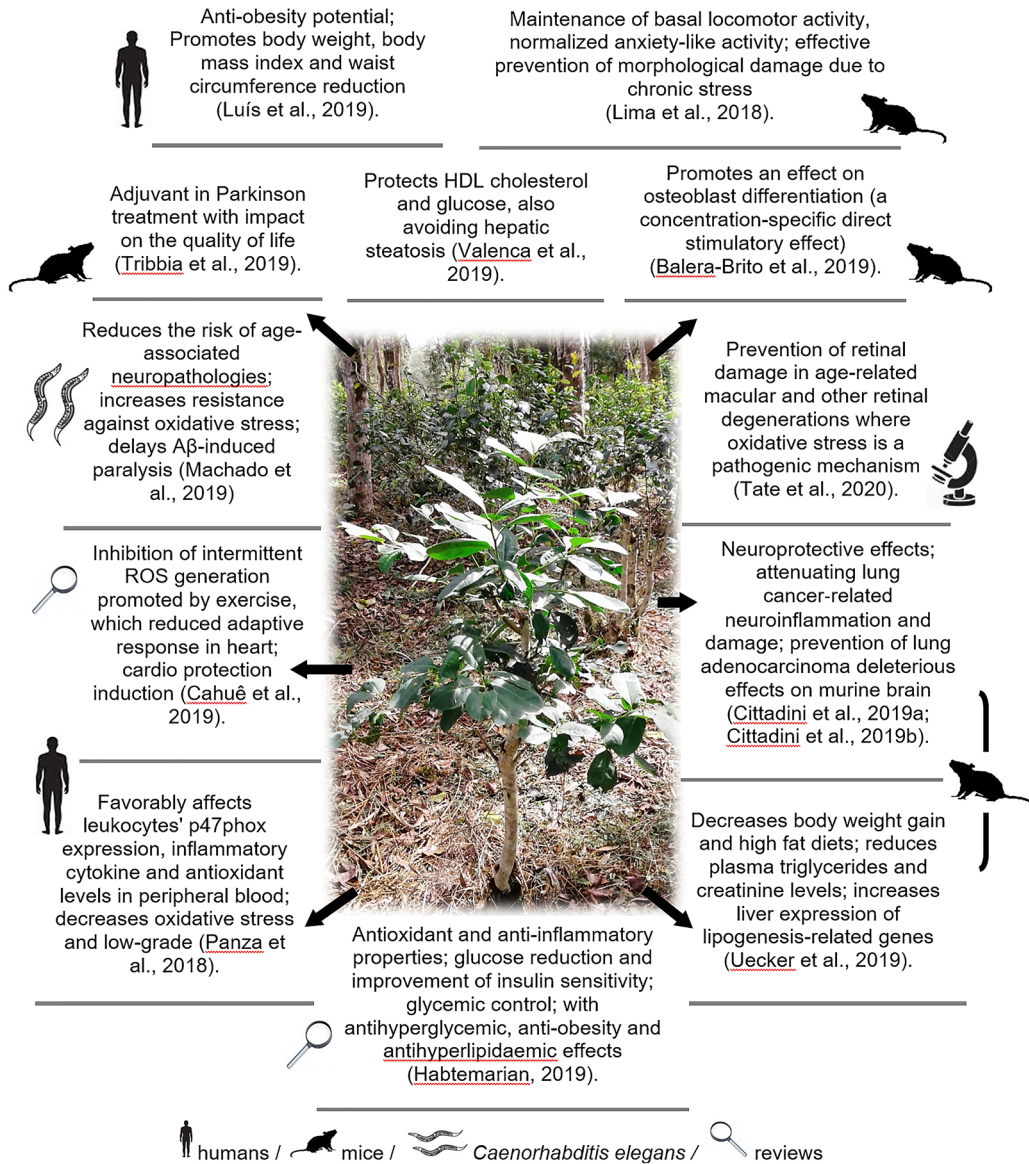 Anti-obesity potential;
Promotes body weight, body
mass index and waist
circumference reduction
(Luís et al., 2019).
Maintenance of basal locomotor activity,
normalized anxiety-like activity; effective
prevention of morphological damage due to
chronic stress
(Lima et al., 2018).
Adjuvant in Parkinson
treatment with impact
on the quality of life
(Tribbia et al., 2019).
Protects HDL cholesterol
and glucose, also
avoiding hepatic
steatosis (Valenca et al.,
2019).
Promotes an effect on
osteoblast differentiation (a
concentration-specific direct
stimulatory effect)
(Balera-Brito et al., 2019).
Reduces the risk of age-
associated
neuropathologies;
increases resistance
against oxidative stress;
delays Aβ-induced
paralysis (Machado et
al., 2019)
Prevention of retinal
damage in age-related
macular and other retinal
degenerations where
oxidative stress is a
pathogenic mechanism
(Tate et al., 2020).
Inhibition of intermittent
ROS generation
promoted by exercise,
which reduced adaptive
response in heart;
cardio protection
induction (Cahuê et al.,
2019).
Neuroprotective effects;
attenuating lung
cancer-related
neuroinflammation and
damage; prevention of lung
adenocarcinoma deleterious
effects on murine brain
(Cittadini et al., 2019a;
Cittadini et al., 2019b).
Favorably affects
leukocytes' p47phox
expression, inflammatory
cytokine and antioxidant
levels in peripheral blood;
decreases oxidative stress
and low-grade (Panza et
al., 2018).
Decreases body weight gain
and high fat diets; reduces
plasma triglycerides and
creatinine levels; increases
liver expression of
lipogenesis-related genes
(Uecker et al., 2019).
Antioxidant and anti-inflammatory
properties; glucose reduction and
improvement of insulin sensitivity;
glycemic control; with
antihyperglycemic, anti-obesity and
antihyperlipidaemic effects
(Habtemarian, 2019).
humans / mice / Caenorhabditis elegans / reviews